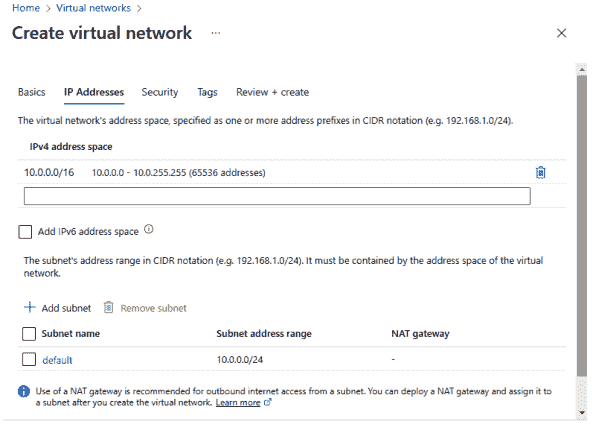 Home > Virtual networks >
Create virtual network ...
Basics IP Addresses Security Tags Review + create
The virtual network's address space, specified as one or more address prefixes in CIDR notation (e.g. 192.168.1.0/24).
IPv4 address space
10.0.0.0/16 10.0.0.0 - 10.0.255.255 (65536 addresses)
Add IPv6 address space
The subnet's address range in CIDR notation (e.g. 192.168.1.0/24). It must be contained by the address space of the virtual
network.
Add subnet Remove subnet
Subnet name Subnet address range NAT gateway
default 10.0.0.0/24 -
Use of a NAT gateway is recommended for outbound internet access from a subnet. You can deploy a NAT gateway and assign it to
a subnet after you create the virtual network. Learn more